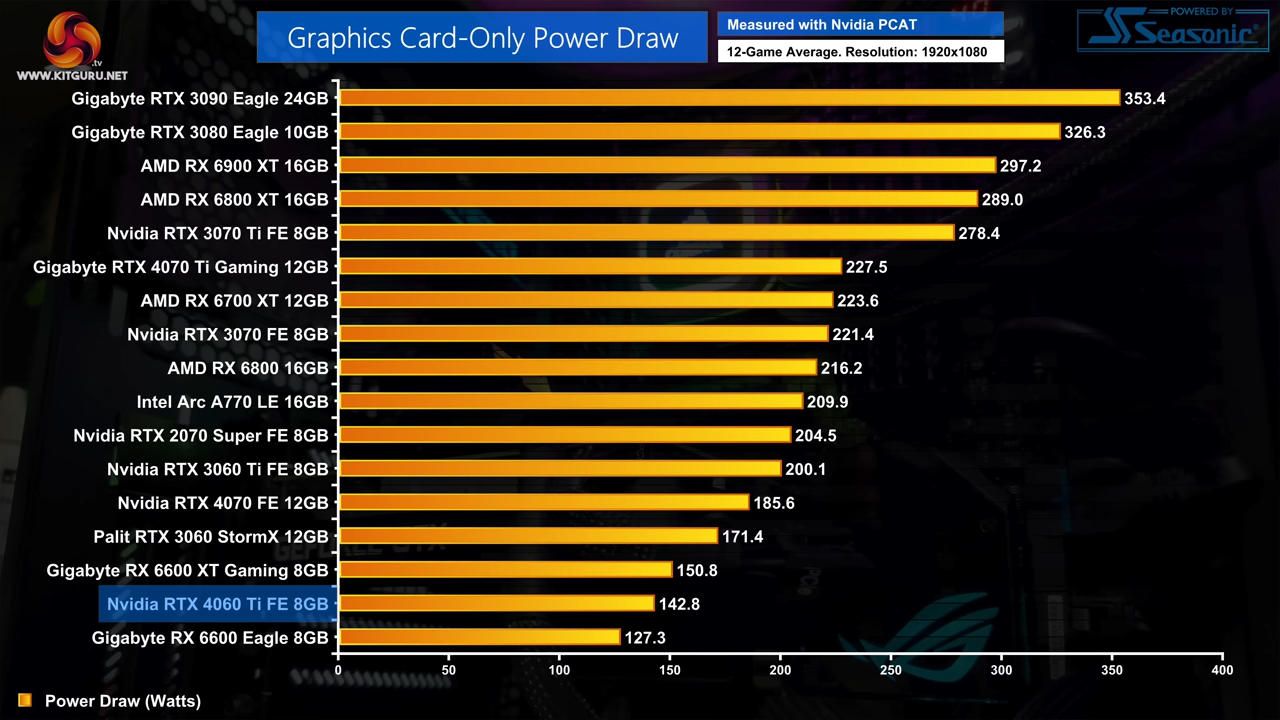 .tv
WWW.KITGURU.NET
Graphics Card-Only Power Draw
Measured with Nvidia PCAT
12-Game Average. Resolution: 1920x1080
POWERED BY
Seasonic
Gigabyte RTX 3090 Eagle 24GB 353.4
Gigabyte RTX 3080 Eagle 10GB 326.3
AMD RX 6900 XT 16GB 297.2
AMD RX 6800 XT 16GB 289.0
Nvidia RTX 3070 Ti FE 8GB 278.4
Gigabyte RTX 4070 Ti Gaming 12GB 227.5
AMD RX 6700 XT 12GB 223.6
Nvidia RTX 3070 FE 8GB 221.4
AMD RX 6800 16GB 216.2
Intel Arc A770 LE 16GB 209.9
Nvidia RTX 2070 Super FE 8GB 204.5
Nvidia RTX 3060 Ti FE 8GB 200.1
Nvidia RTX 4070 FE 12GB 185.6
Palit RTX 3060 StormX 12GB 171.4
Gigabyte RX 6600 XT Gaming 8GB 150.8
Nvidia RTX 4060 Ti FE 8GB 142.8
Gigabyte RX 6600 Eagle 8GB 127.3
0 50 100 150 200 250 300 350 400
Power Draw (Watts)